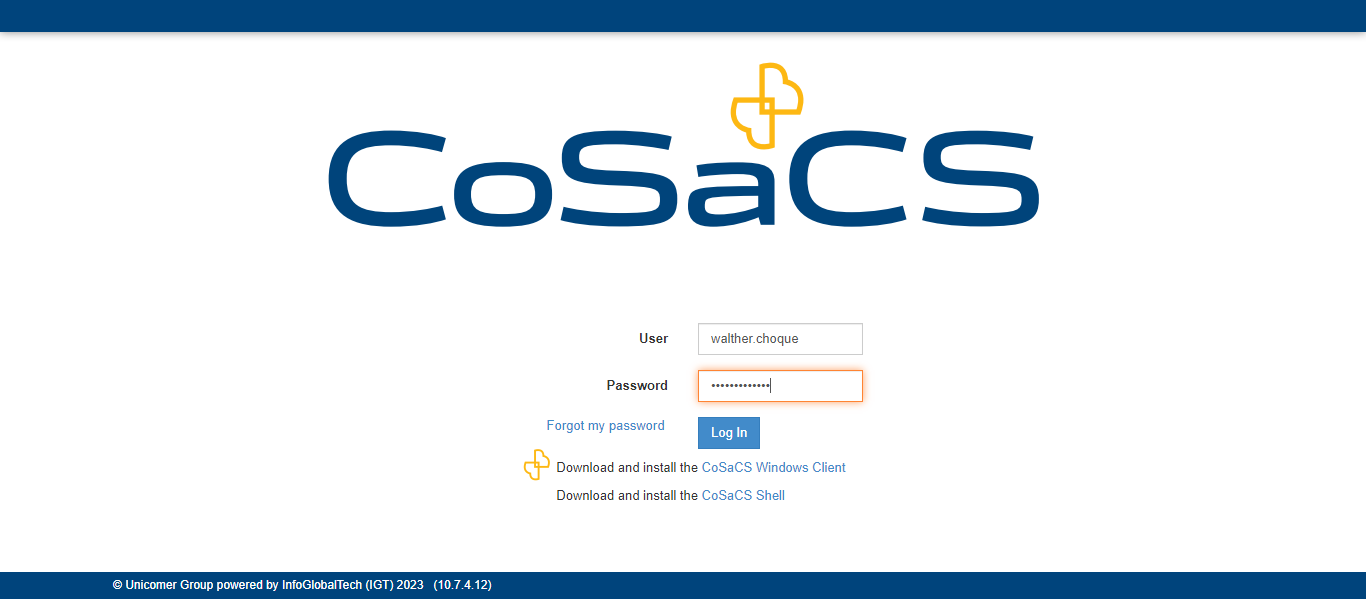 CoSaCS
User walther.choque
Password •••••••••••••
Forgot my password Log In
Download and install the CoSaCS Windows Client
Download and install the CoSaCS Shell
© Unicomer Group powered by InfoGlobalTech (IGT) 2023 (10.7.4.12)